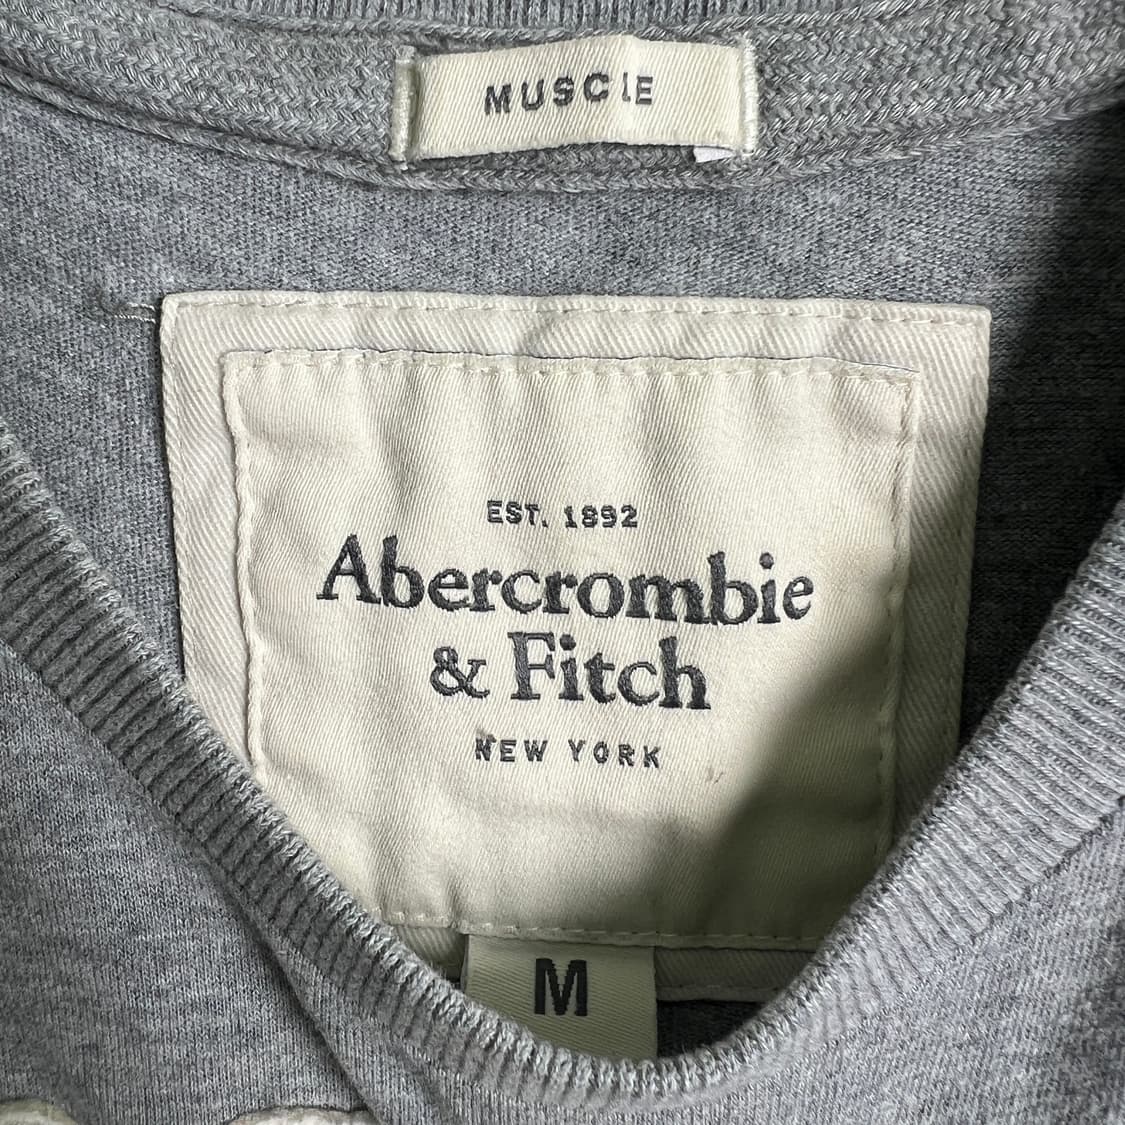 MUSCLE
EST. 1892
Abercrombie
& Fitch
NEW YORK
M